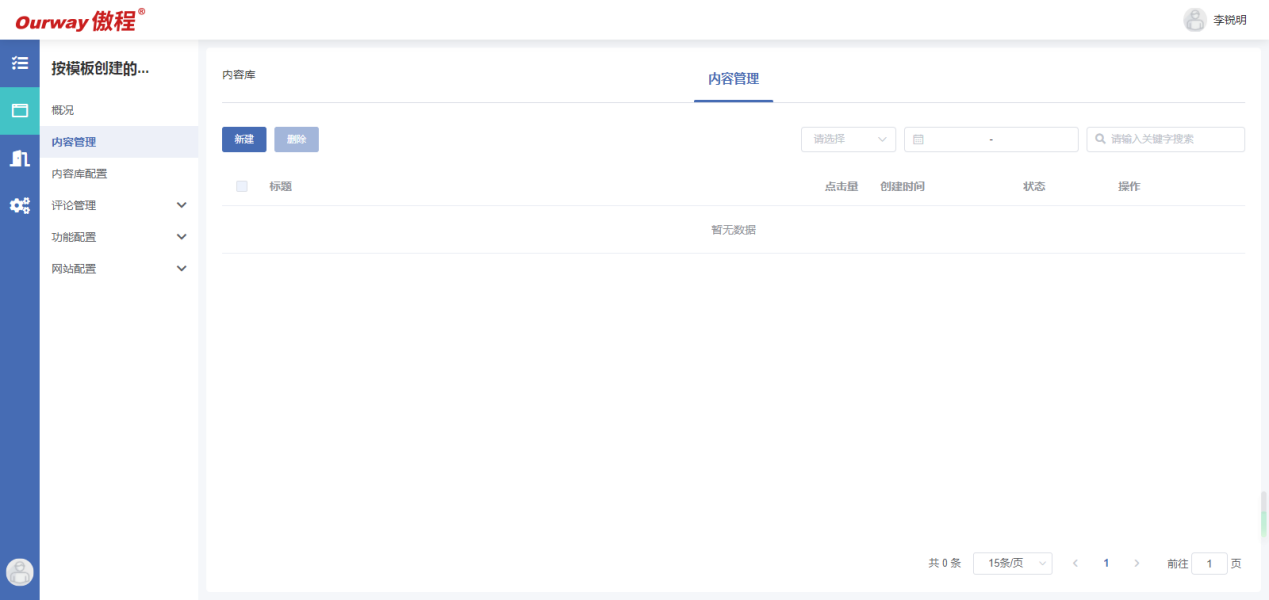 Ourway 傲程®
李锐明
按模板创建的...
概况
内容管理
内容库配置
评论管理
功能配置
网站配置
内容库
内容管理
新建
删除
请选择
-
请输入关键字搜索
标题
点击量
创建时间
状态
操作
暂无数据
共 0 条
15条/页
1
前往
1
页